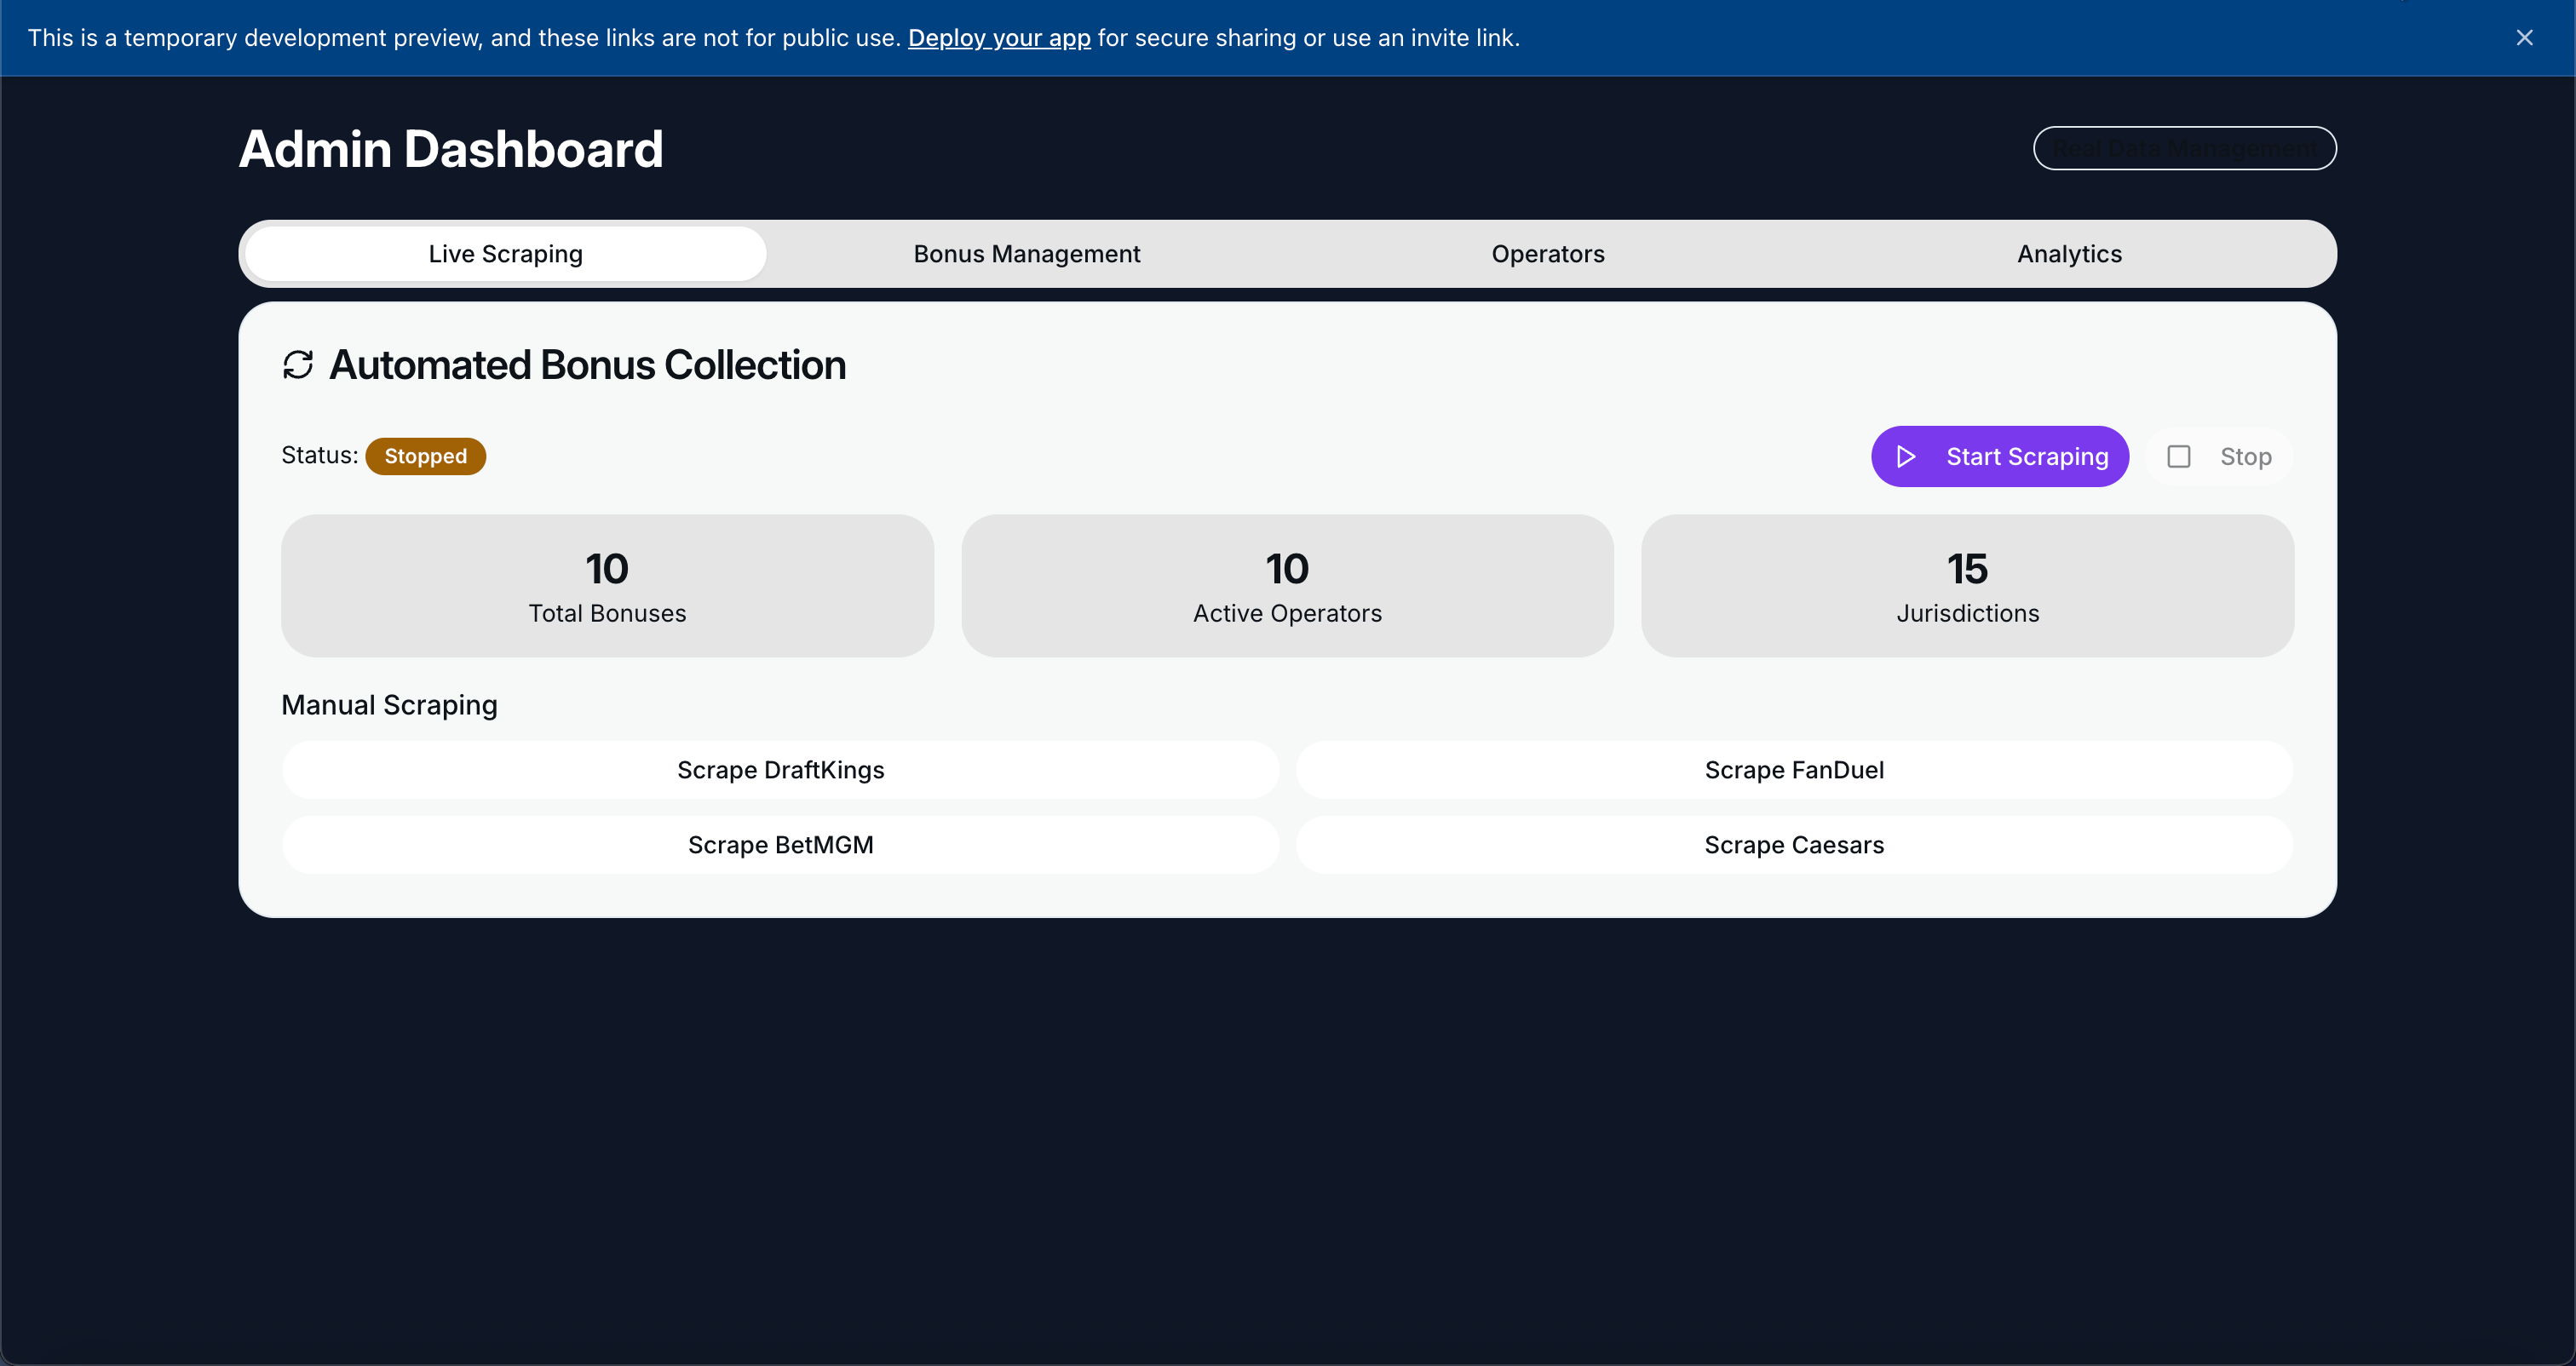 This is a temporary development preview, and these links are not for public use. Deploy your app for secure sharing or use an invite link.
Admin Dashboard
Real Data Management
Live Scraping
Bonus Management
Operators
Analytics
Automated Bonus Collection
Status: Stopped
Start Scraping
Stop
10
Total Bonuses
10
Active Operators
15
Jurisdictions
Manual Scraping
Scrape DraftKings
Scrape FanDuel
Scrape BetMGM
Scrape Caesars